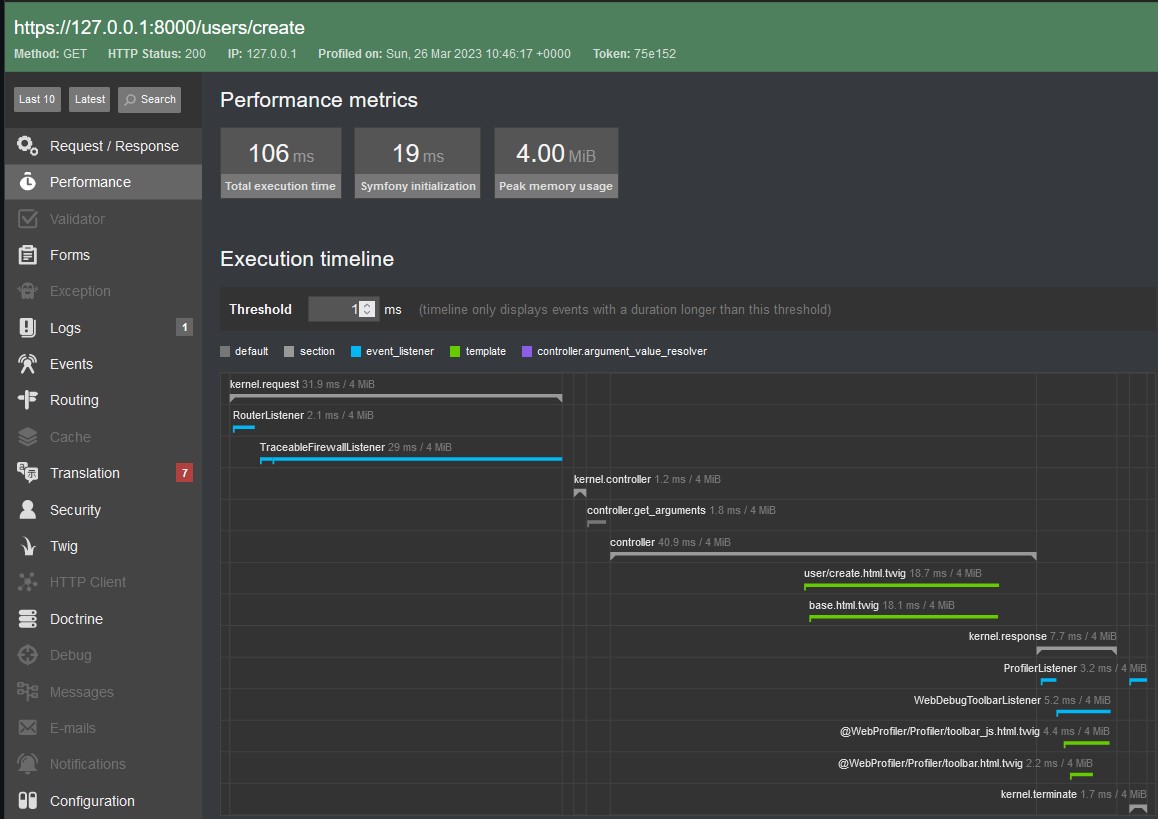 https://127.0.0.1:8000/users/create
Method: GET HTTP Status: 200 IP: 127.0.0.1 Profiled on: Sun, 26 Mar 2023 10:46:17 +0000 Token: 75e152
Last 10 Latest Search
Request / Response
Performance
Validator
Forms
Exception
Logs 1
Events
Routing
Cache
Translation 7
Security
Twig
HTTP Client
Doctrine
Debug
Messages
E-mails
Notifications
Configuration
Performance metrics
106 ms
Total execution time
19 ms
Symfony initialization
4.00 MiB
Peak memory usage
Execution timeline
Threshold 1 ms (timeline only displays events with a duration longer than this threshold)
default section event_listener template controller.argument_value_resolver
kernel.request 31.9 ms / 4 MiB
RouterListener 2.1 ms / 4 MiB
TraceableFirewallListener 29 ms / 4 MiB
kernel.controller 1.2 ms / 4 MiB
controller.get_arguments 1.8 ms / 4 MiB
controller 40.9 ms / 4 MiB
user/create.html.twig 18.7 ms / 4 MiB
base.html.twig 18.1 ms / 4 MiB
kernel.response 7.7 ms / 4 MiB
ProfilerListener 3.2 ms / 4 MiB
WebDebugToolbarListener 5.2 ms / 4 MiB
@WebProfiler/Profiler/toolbar_js.html.twig 4.4 ms / 4 MiB
@WebProfiler/Profiler/toolbar.html.twig 2.2 ms / 4 MiB
kernel.terminate 1.7 ms / 4 MiB